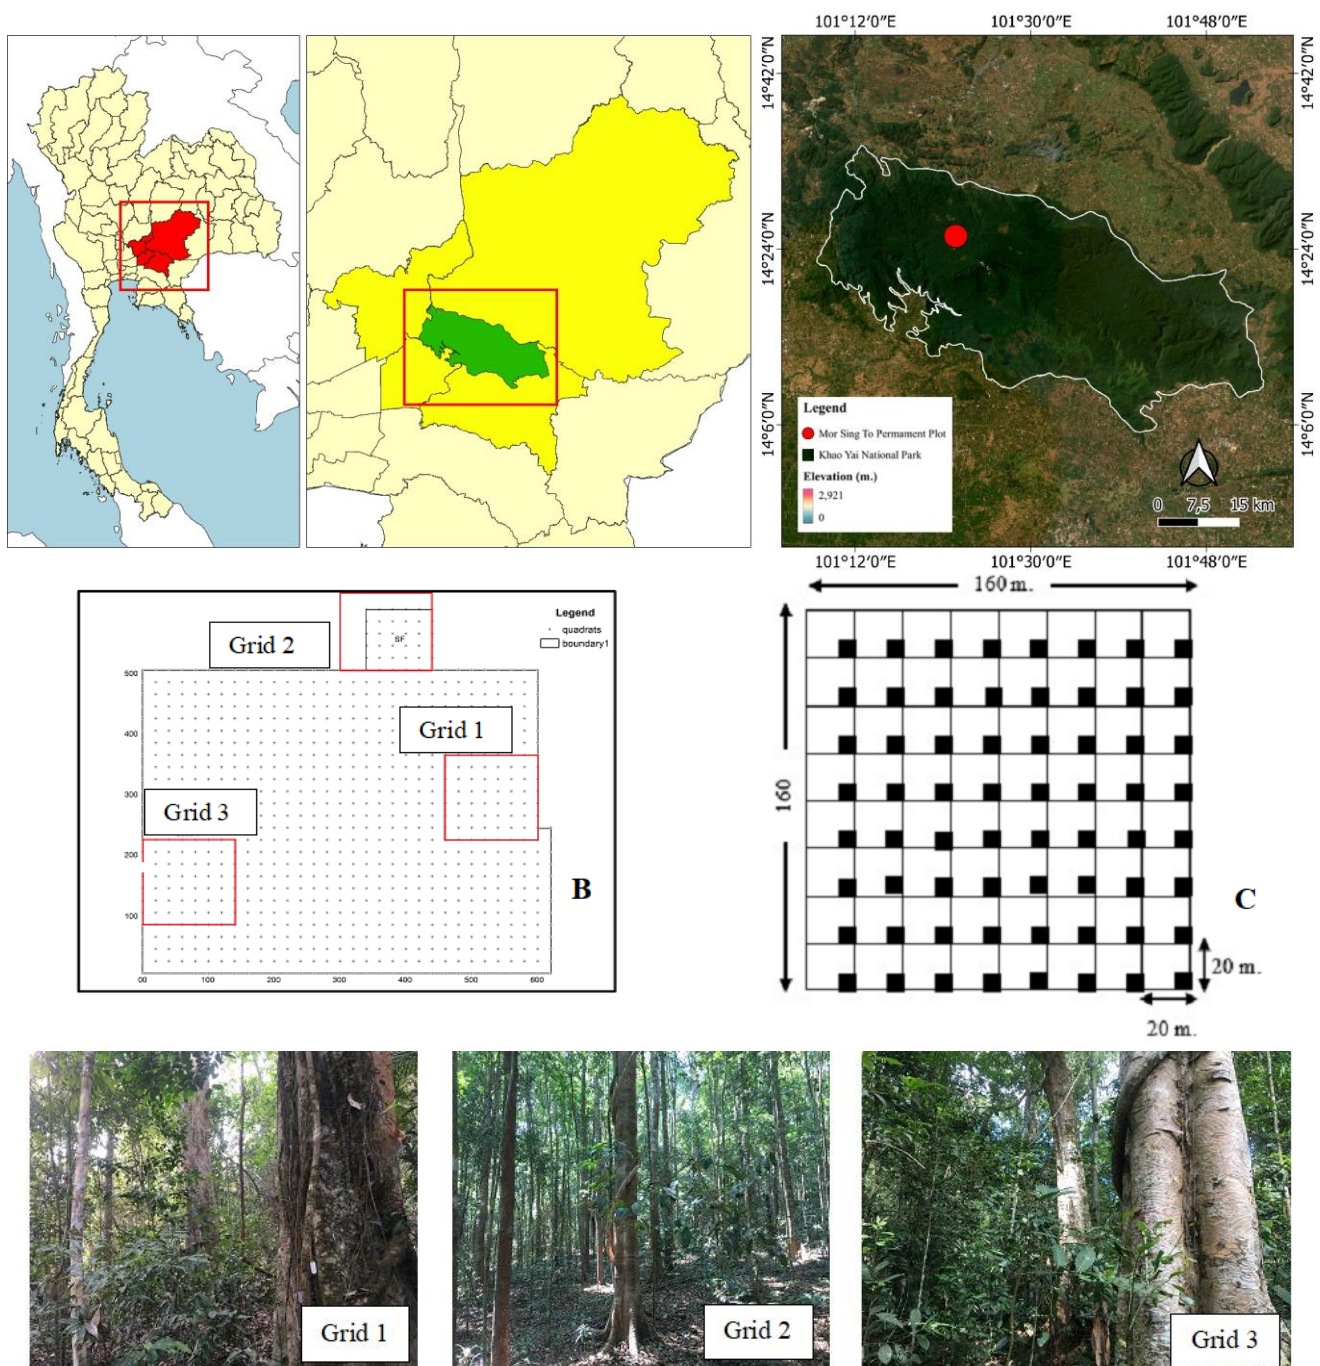 101°12′0″E 101°30′0″E 101°48′0″E
14°42′0″N 14°42′0″N
14°24′0″N 14°24′0″N
14°6′0″N 14°6′0″N
Legend
Mor Sing To Permament Plot
Khao Yai National Park
Elevation (m.)
2,921
0
0 7,5 15 km
101°12′0″E 101°30′0″E 101°48′0″E
Legend
quadrats
boundary1
Grid 2
SF
Grid 1
Grid 3
500
400
300
200
100
00 100 200 300 400 500 600
B
160 m.
160
20 m.
20 m.
C
Grid 1
Grid 2
Grid 3